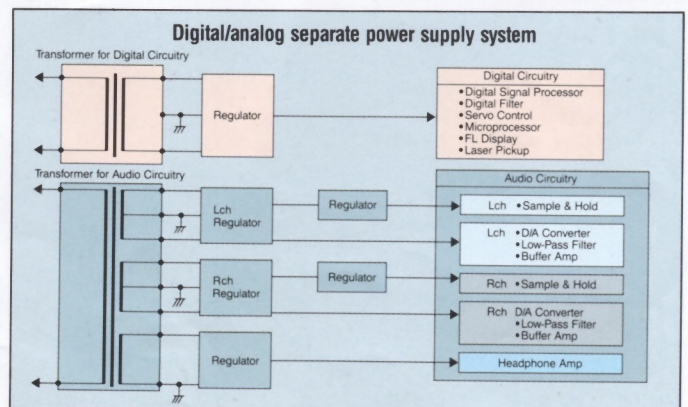 Digital/analog separate power supply system
Transformer for Digital Circuitry
Regulator
Digital Circuitry
•Digital Signal Processor
•Digital Filter
•Servo Control
•Microprocessor
•FL Display
•Laser Pickup
Transformer for Audio Circuitry
Lch
Regulator
Regulator
Rch
Regulator
Regulator
Regulator
Audio Circuitry
Lch •Sample & Hold
Lch •D/A Converter
•Low-Pass Filter
•Buffer Amp
Rch •Sample & Hold
Rch D/A Converter
•Low-Pass Filter
•Buffer Amp
Headphone Amp